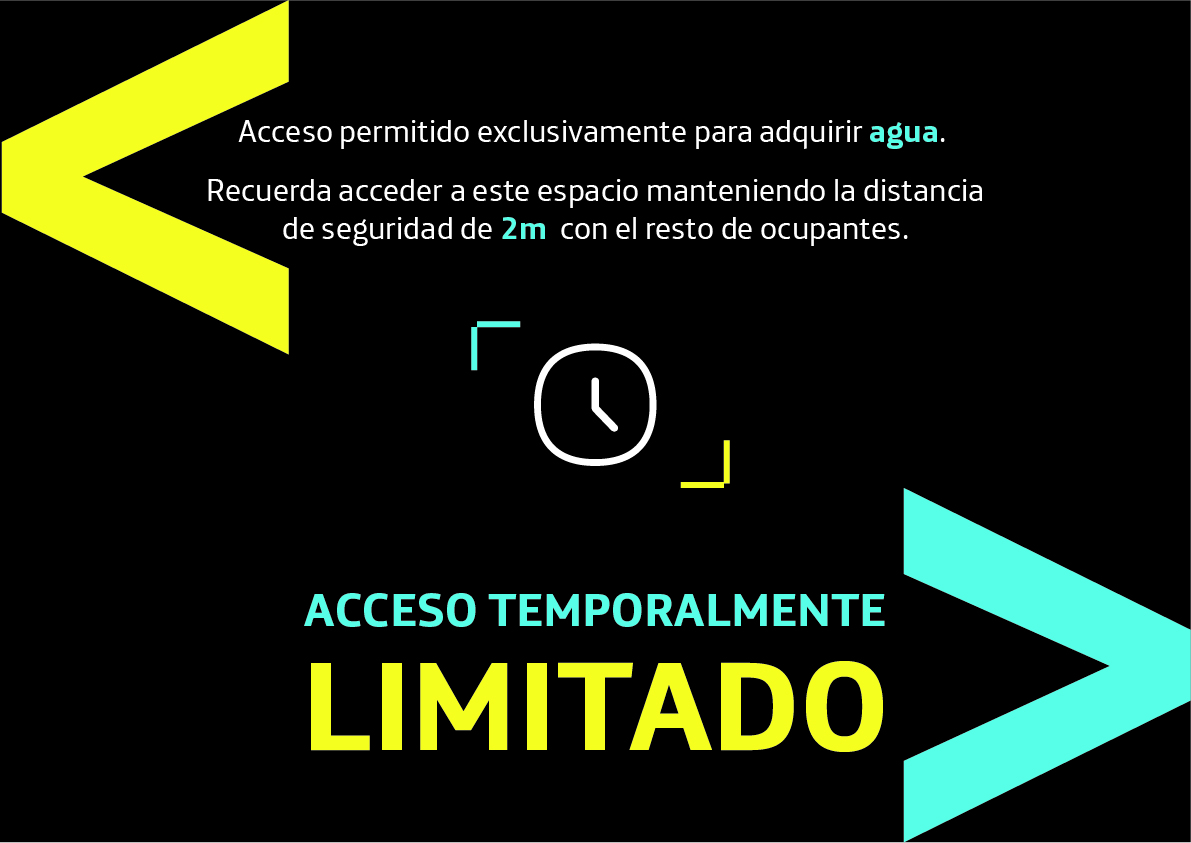 Acceso permitido exclusivamente para adquirir agua.
Recuerda acceder a este espacio manteniendo la distancia
de seguridad de 2m con el resto de ocupantes.
ACCESO TEMPORALMENTE
LIMITADO